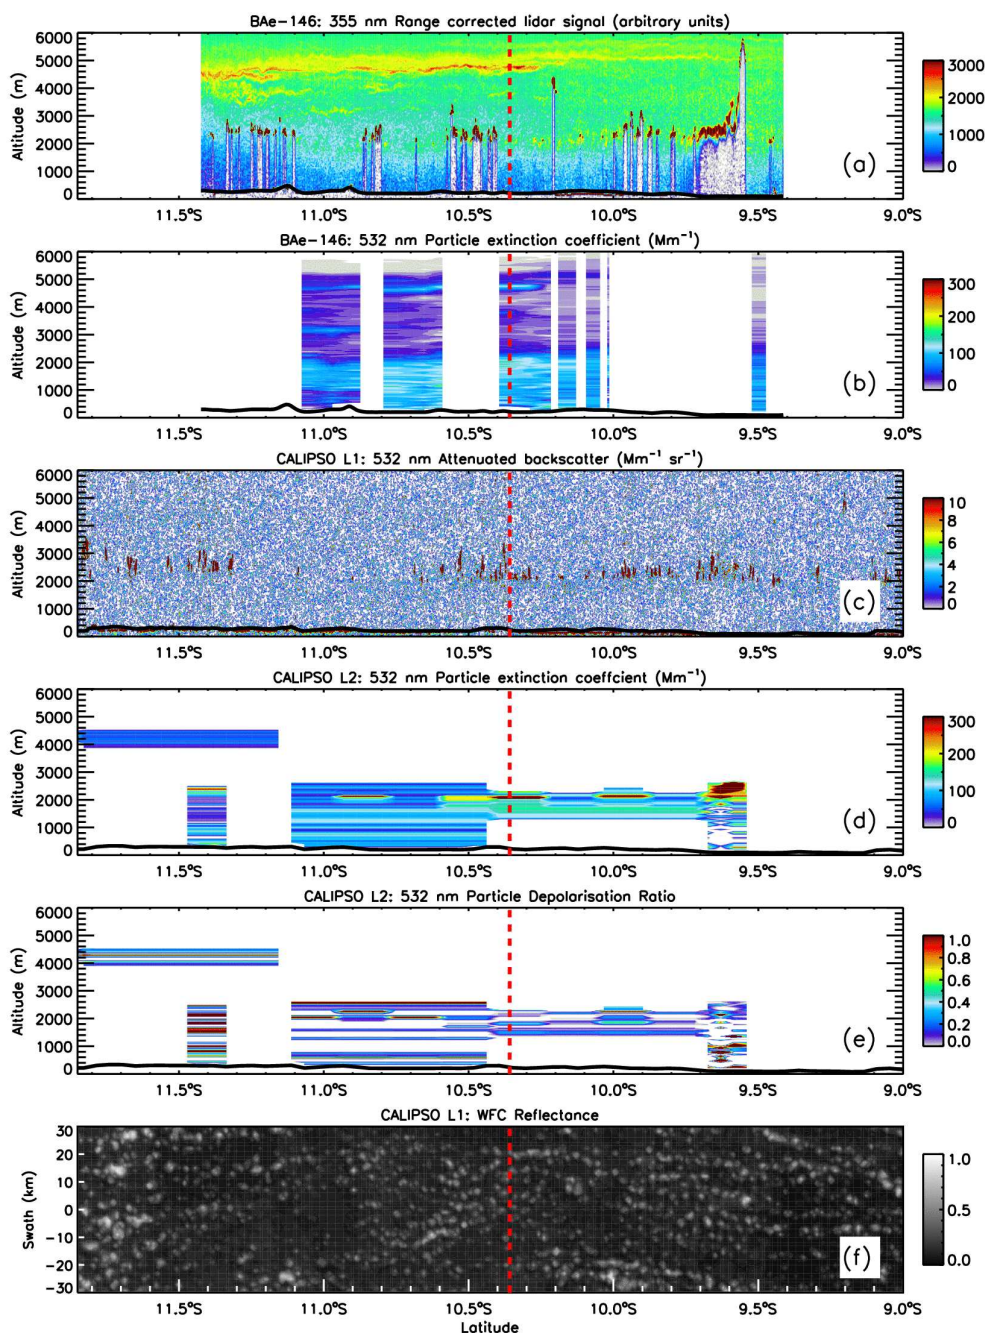 BAe-146: 355 nm Range corrected lidar signal (arbitrary units)
Altitude (m)
6000
5000
4000
3000
2000
1000
0
(a)
3000
2000
1000
0
11.5°S 11.0°S 10.5°S 10.0°S 9.5°S 9.0°S
BAe-146: 532 nm Particle extinction coefficient (Mm⁻¹)
Altitude (m)
6000
5000
4000
3000
2000
1000
0
(b)
300
200
100
0
11.5°S 11.0°S 10.5°S 10.0°S 9.5°S 9.0°S
CALIPSO L1: 532 nm Attenuated backscatter (Mm⁻¹ sr⁻¹)
Altitude (m)
6000
5000
4000
3000
2000
1000
0
(c)
10
8
6
4
2
0
11.5°S 11.0°S 10.5°S 10.0°S 9.5°S 9.0°S
CALIPSO L2: 532 nm Particle extinction coeffcient (Mm⁻¹)
Altitude (m)
6000
5000
4000
3000
2000
1000
0
(d)
300
200
100
0
11.5°S 11.0°S 10.5°S 10.0°S 9.5°S 9.0°S
CALIPSO L2: 532 nm Particle Depolarisation Ratio
Altitude (m)
6000
5000
4000
3000
2000
1000
0
(e)
1.0
0.8
0.6
0.4
0.2
0.0
11.5°S 11.0°S 10.5°S 10.0°S 9.5°S 9.0°S
CALIPSO L1: WFC Reflectance
Swath (km)
30
20
10
0
-10
-20
-30
(f)
1.0
0.5
0.0
11.5°S 11.0°S 10.5°S 10.0°S 9.5°S 9.0°S
Latitude